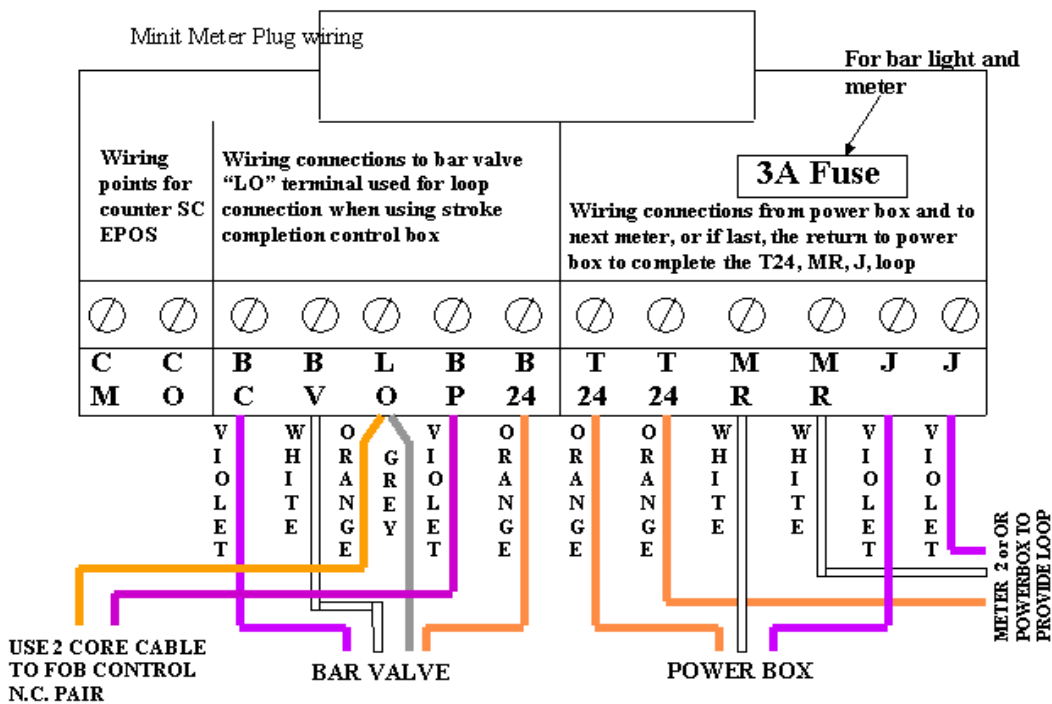 Minit Meter Plug wiring
For bar light and
meter
Wiring
points for
counter SC
EPOS
Wiring connections to bar valve
“LO” terminal used for loop
connection when using stroke
completion control box
3A Fuse
Wiring connections from power box and to
next meter, or if last, the return to power
box to complete the T24, MR, J, loop
C C B B L B B T T M M J J
M O C V O P 24 24 24 R R
VIOLET
WHITE
ORANGE
GREY
VIOLET
ORANGE
ORANGE
ORANGE
WHITE
WHITE
VIOLET
VIOLET
METER 2 or OR
POWERBOX TO
PROVIDE LOOP
USE 2 CORE CABLE
TO FOB CONTROL
N.C. PAIR
BAR VALVE
POWER BOX